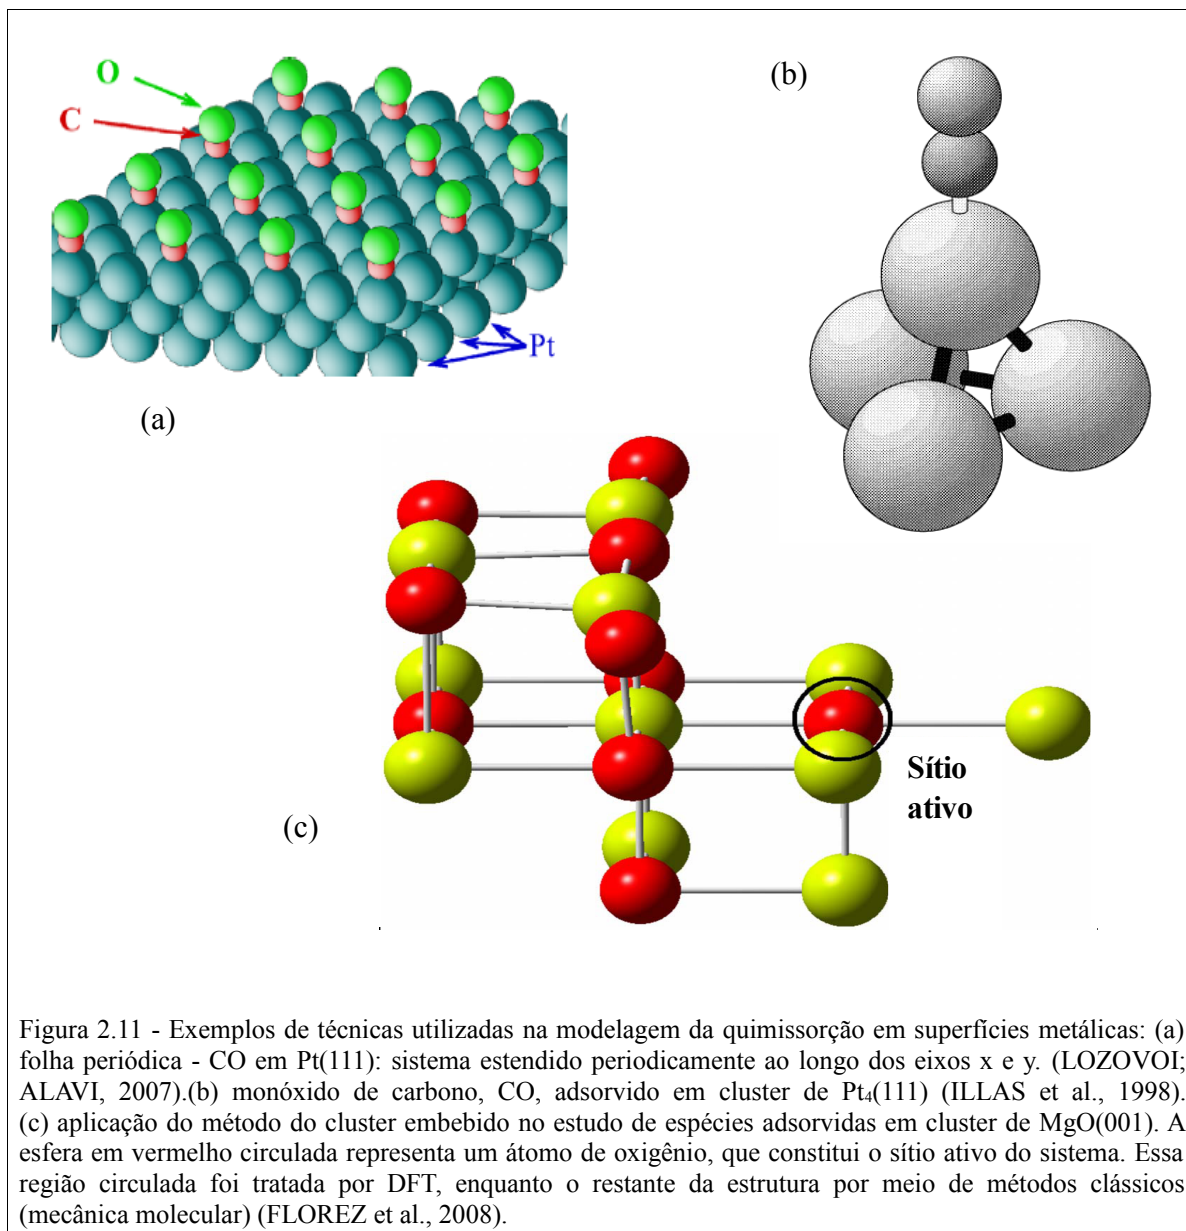 O
C
Pt
(a)
(b)
Sítio
ativo
(c)
Figura 2.11 - Exemplos de técnicas utilizadas na modelagem da quimissorção em superfícies metálicas: (a)
folha periódica - CO em Pt(111): sistema estendido periodicamente ao longo dos eixos x e y. (LOZOVOI;
ALAVI, 2007).(b) monóxido de carbono, CO, adsorvido em cluster de Pt₄(111) (ILLAS et al., 1998).
(c) aplicação do método do cluster embebido no estudo de espécies adsorvidas em cluster de MgO(001). A
esfera em vermelho circulada representa um átomo de oxigênio, que constitui o sítio ativo do sistema. Essa
região circulada foi tratada por DFT, enquanto o restante da estrutura por meio de métodos clássicos
(mecânica molecular) (FLOREZ et al., 2008).